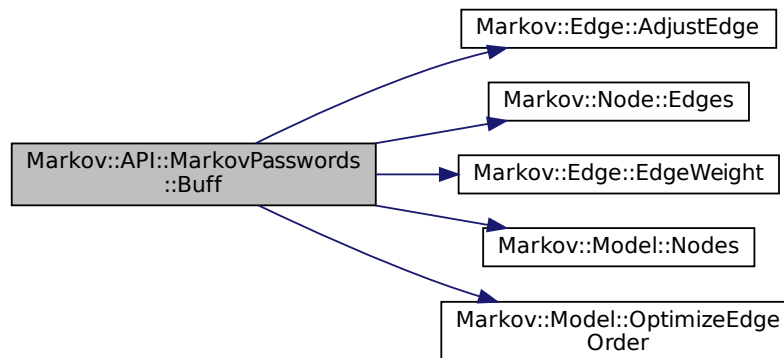 Markov::Edge::AdjustEdge
Markov::Node::Edges
Markov::API::MarkovPasswords
::Buff
Markov::Edge::EdgeWeight
Markov::Model::Nodes
Markov::Model::OptimizeEdge
Order